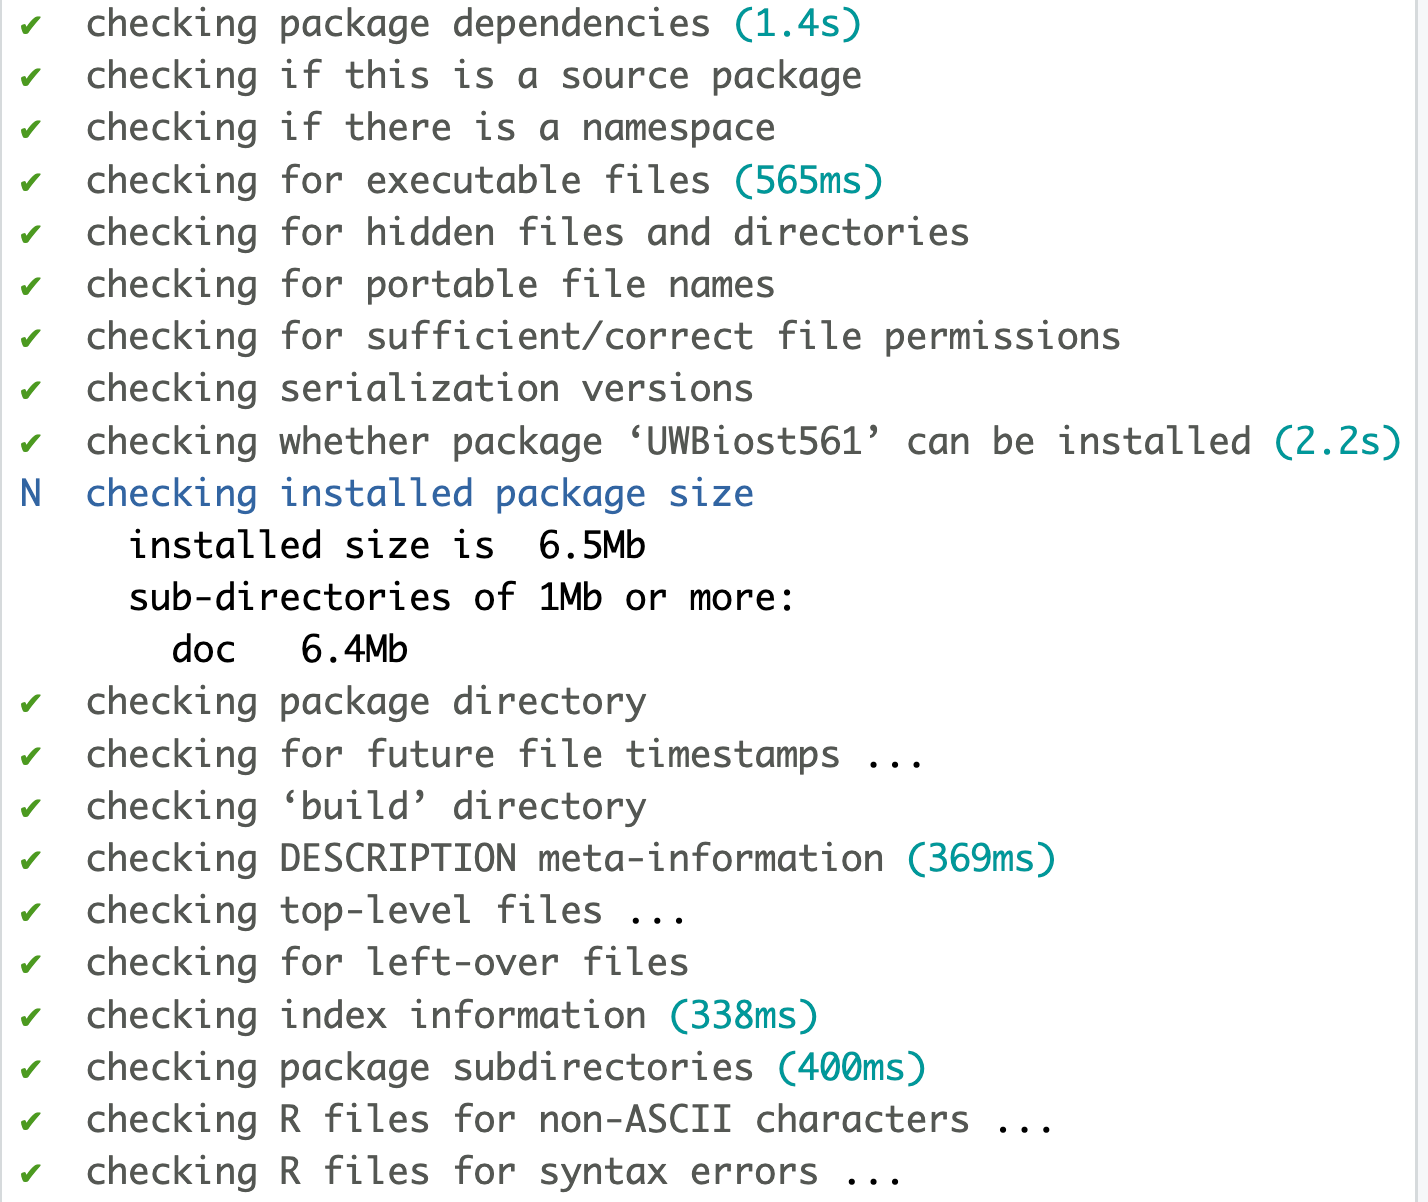 ✔  checking package dependencies (1.4s)
✔  checking if this is a source package
✔  checking if there is a namespace
✔  checking for executable files (565ms)
✔  checking for hidden files and directories
✔  checking for portable file names
✔  checking for sufficient/correct file permissions
✔  checking serialization versions
✔  checking whether package ‘UWBiost561’ can be installed (2.2s)
N  checking installed package size
    installed size is  6.5Mb
    sub-directories of 1Mb or more:
      doc   6.4Mb
✔  checking package directory
✔  checking for future file timestamps ...
✔  checking ‘build’ directory
✔  checking DESCRIPTION meta-information (369ms)
✔  checking top-level files ...
✔  checking for left-over files
✔  checking index information (338ms)
✔  checking package subdirectories (400ms)
✔  checking R files for non-ASCII characters ...
✔  checking R files for syntax errors ...